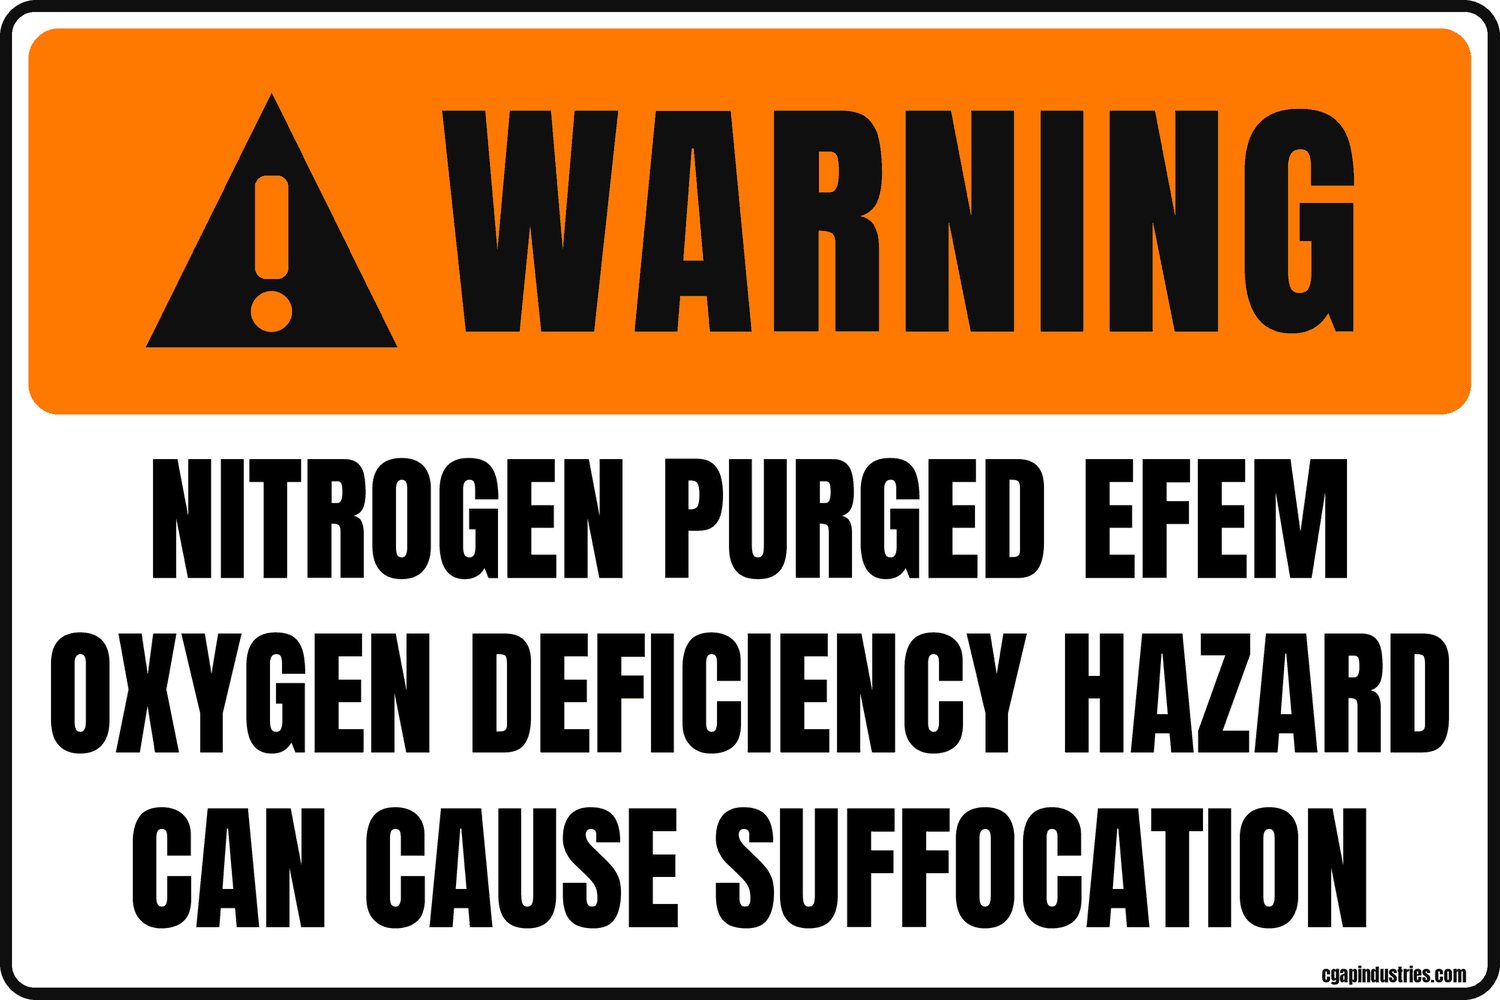 WARNING
NITROGEN PURGED EFEM
OXYGEN DEFICIENCY HAZARD
CAN CAUSE SUFFOCATION
cgapindustries.com